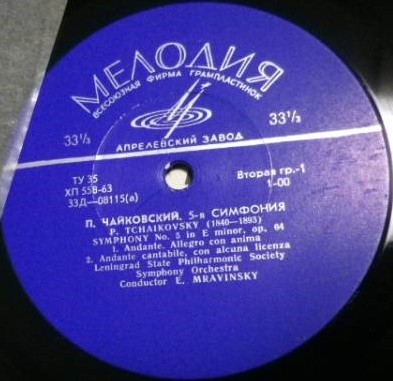 МЕЛОДИЯ
ВСЕСОЮЗНАЯ ФИРМА ГРАМПЛАСТИНОК
33⅓ 33⅓
АПРЕЛЕВСКИЙ ЗАВОД
ТУ 35
ХП 558-63
33Д—08115(а)
Вторая гр.-1
1-00
П. ЧАЙКОВСКИЙ. 5-я СИМФОНИЯ
P. TCHAIKOVSKY (1840—1893)
SYMPHONY No. 5 in E minor, op. 64
1. Andante. Allegro con anima
2. Andante cantabile, con alcuna licenza
Leningrad State Philharmonic Society
Symphony Orchestra
Conductor E. MRAVINSKY